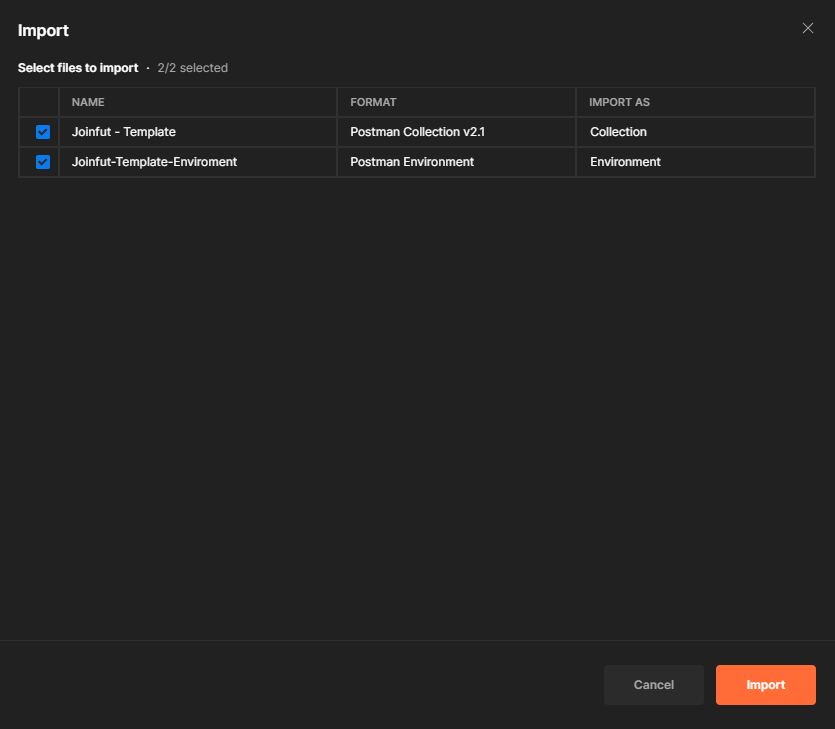 Import
Select files to import · 2/2 selected
NAME FORMAT IMPORT AS
Joinfut - Template Postman Collection v2.1 Collection
Joinfut-Template-Enviroment Postman Environment Environment
Cancel Import